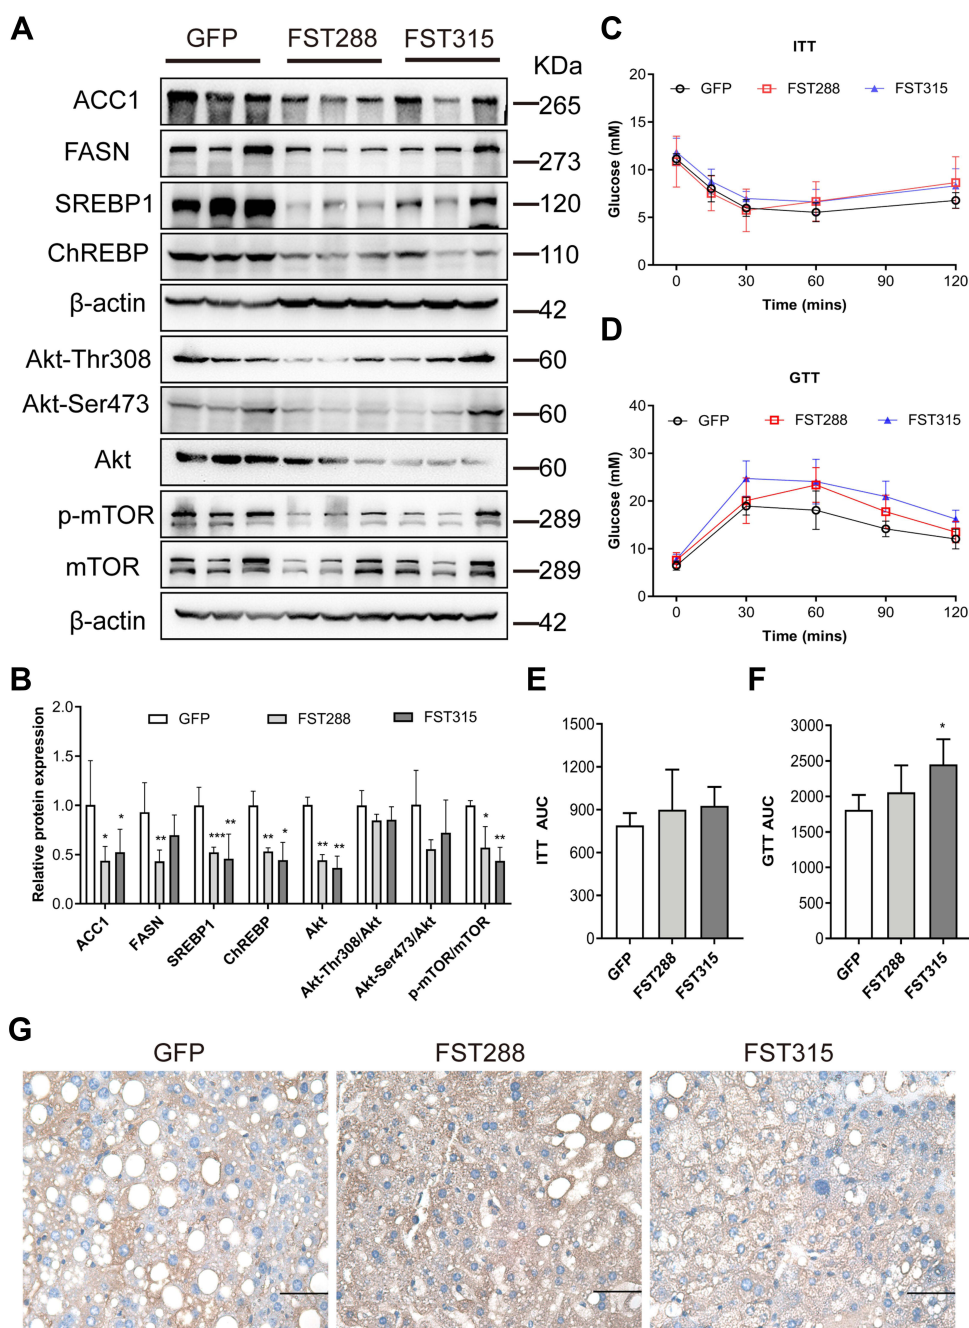 A
GFP FST288 FST315
KDa
ACC1 265
FASN 273
SREBP1 120
ChREBP 110
β-actin 42
Akt-Thr308 60
Akt-Ser473 60
Akt 60
p-mTOR 289
mTOR 289
β-actin 42
B
Relative protein expression
GFP FST288 FST315
2.0
1.5
1.0
0.5
0.0
* *
**
*** **
** *
** **
* **
ACC1 FASN SREBP1 ChREBP Akt Akt-Thr308/Akt Akt-Ser473/Akt p-mTOR/mTOR
C
ITT
GFP FST288 FST315
Glucose (mM)
20
15
10
5
0
0 30 60 90 120
Time (mins)
D
GTT
GFP FST288 FST315
Glucose (mM)
40
30
20
10
0
0 30 60 90 120
Time (mins)
E
ITT AUC
1500
1200
900
600
300
0
GFP FST288 FST315
F
GTT AUC
3000
2500
2000
1500
1000
500
0
*
GFP FST288 FST315
G
GFP FST288 FST315